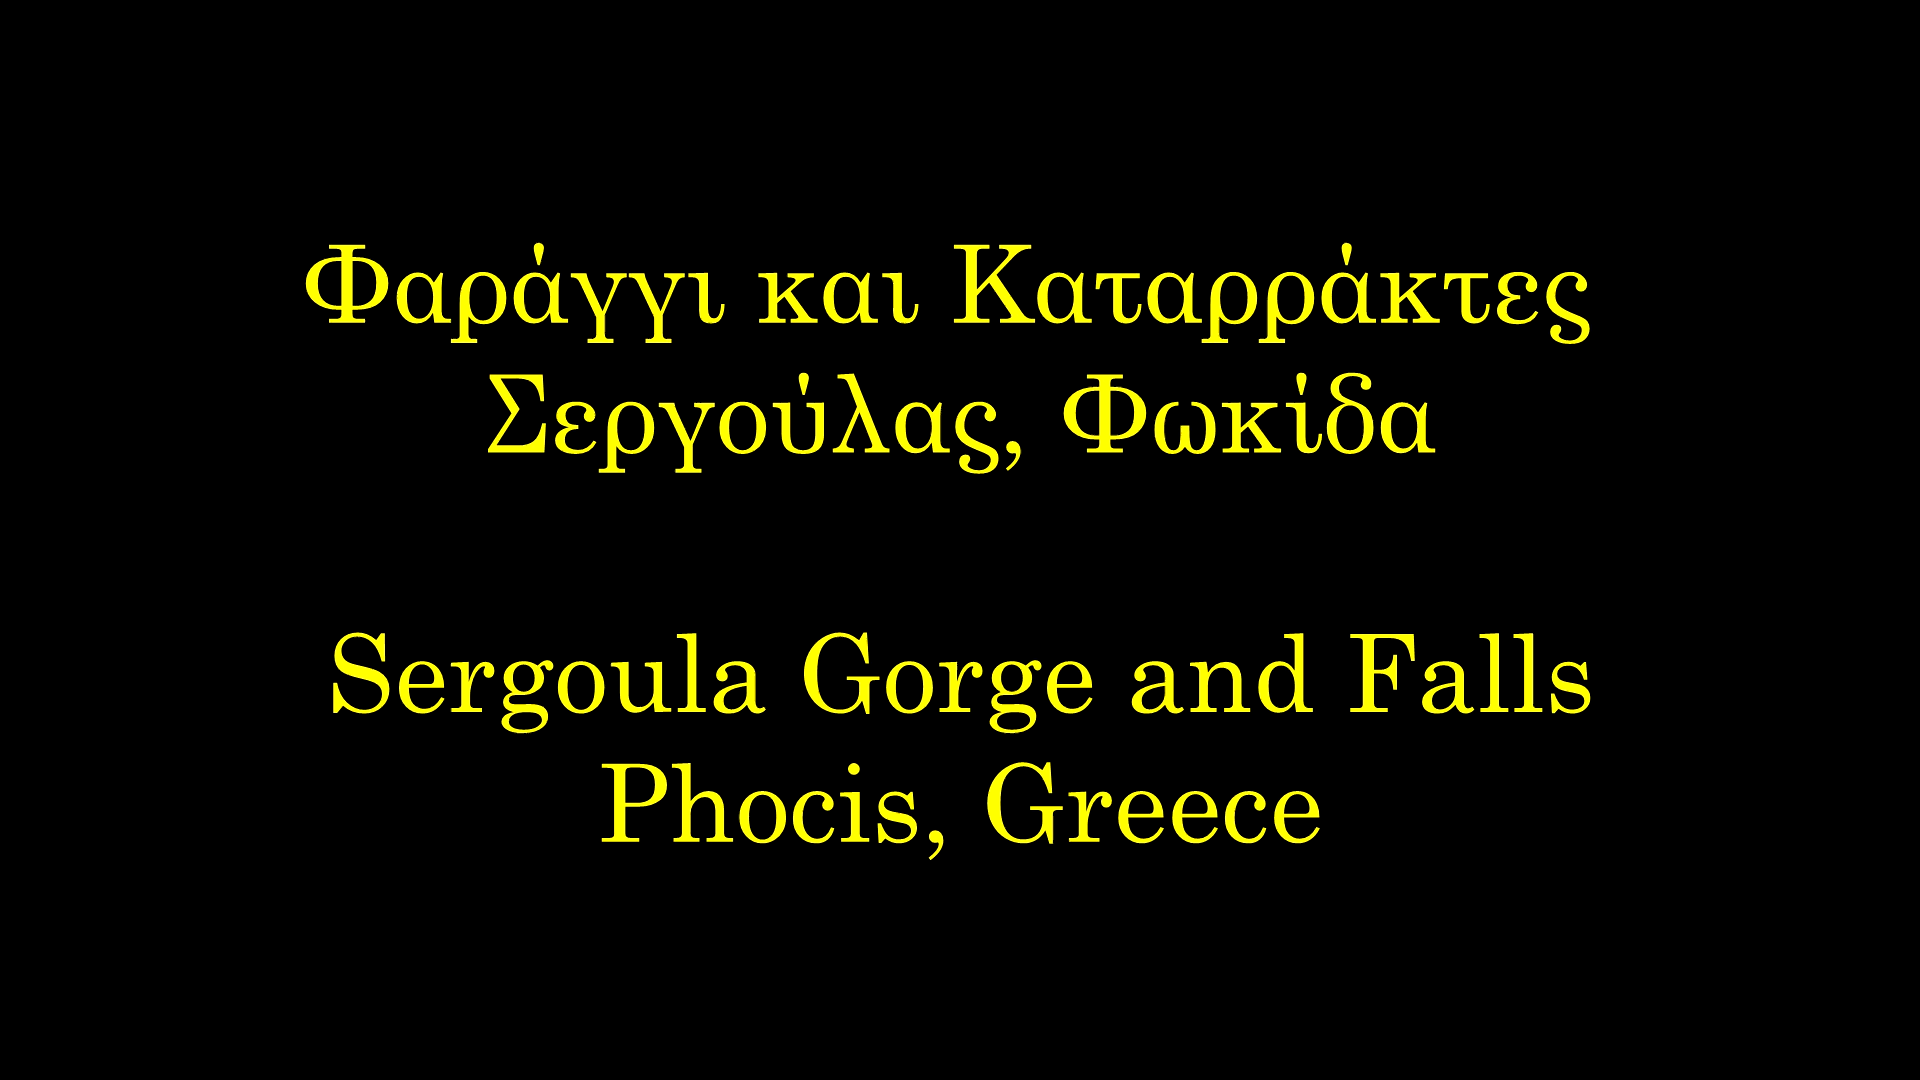 Φαράγγι και Καταρράκτες
Σεργούλας, Φωκίδα
Sergoula Gorge and Falls
Phocis, Greece